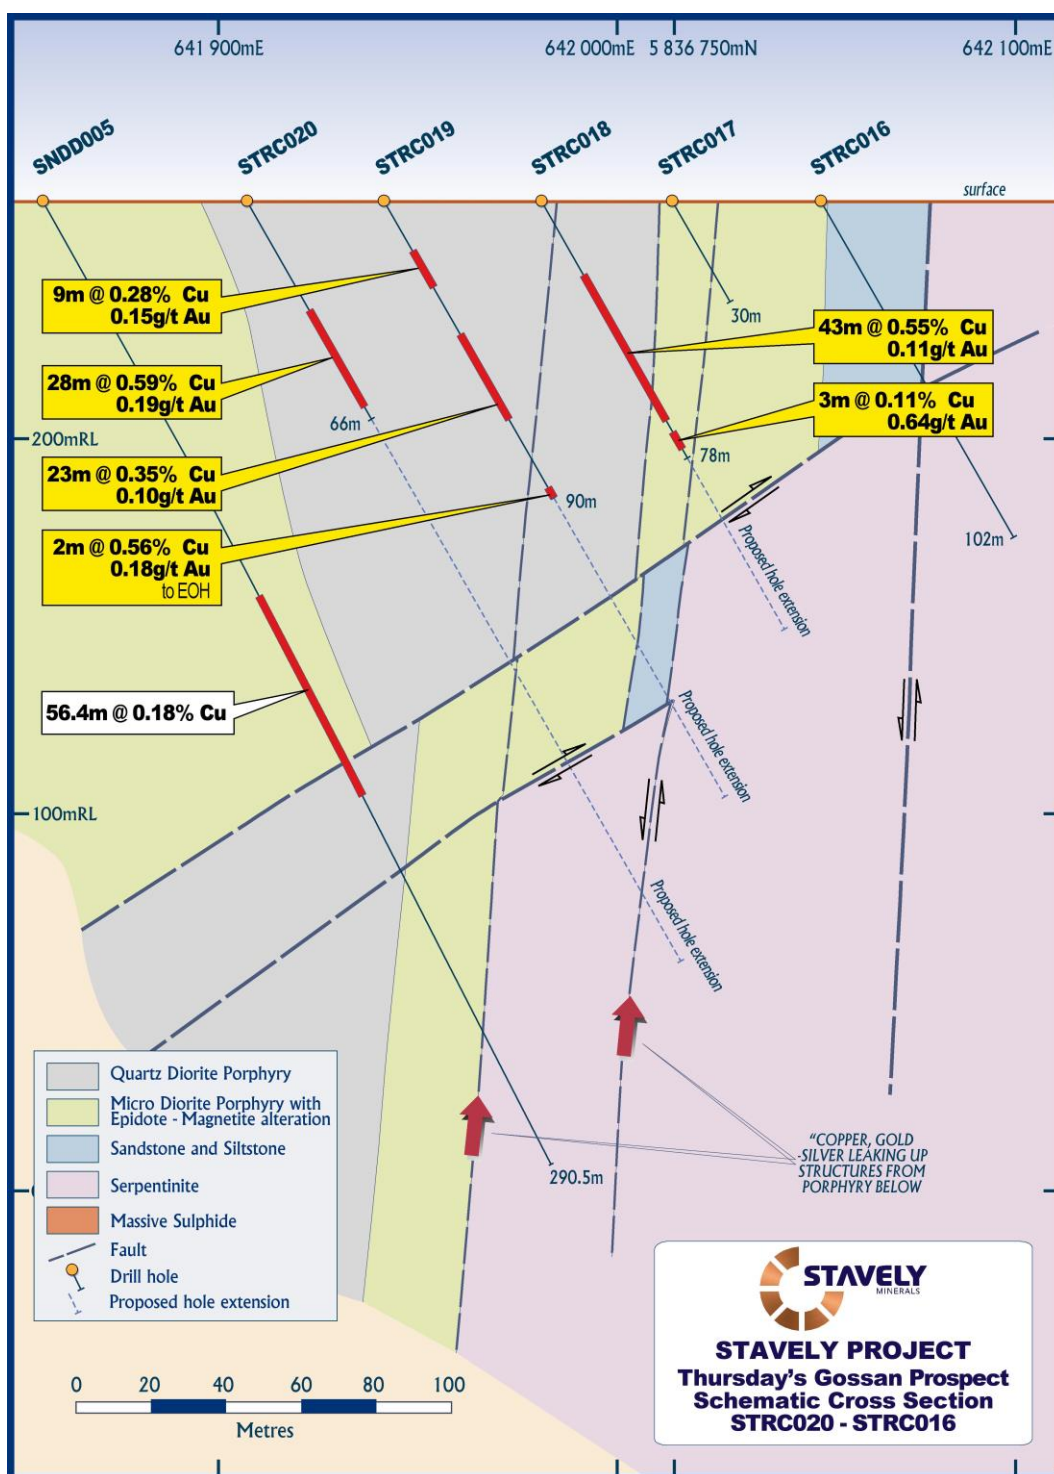 641 900mE
642 000mE
5 836 750mN
642 100mE
SNDD005
STRC020
STRC019
STRC018
STRC017
STRC016
surface
9m @ 0.28% Cu
0.15g/t Au
30m
43m @ 0.55% Cu
0.11g/t Au
28m @ 0.59% Cu
0.19g/t Au
3m @ 0.11% Cu
0.64g/t Au
66m
200mRL
78m
23m @ 0.35% Cu
0.10g/t Au
90m
2m @ 0.56% Cu
0.18g/t Au
to EOH
102m
Proposed hole extension
56.4m @ 0.18% Cu
Proposed hole extension
100mRL
Proposed hole extension
Quartz Diorite Porphyry
Micro Diorite Porphyry with
Epidote - Magnetite alteration
Sandstone and Siltstone
Serpentinite
Massive Sulphide
Fault
Drill hole
Proposed hole extension
290.5m
"COPPER, GOLD
-SILVER LEAKING UP
STRUCTURES FROM
PORPHYRY BELOW
0 20 40 60 80 100
Metres
STAVELY
MINERALS
STAVELY PROJECT
Thursday's Gossan Prospect
Schematic Cross Section
STRC020 - STRC016